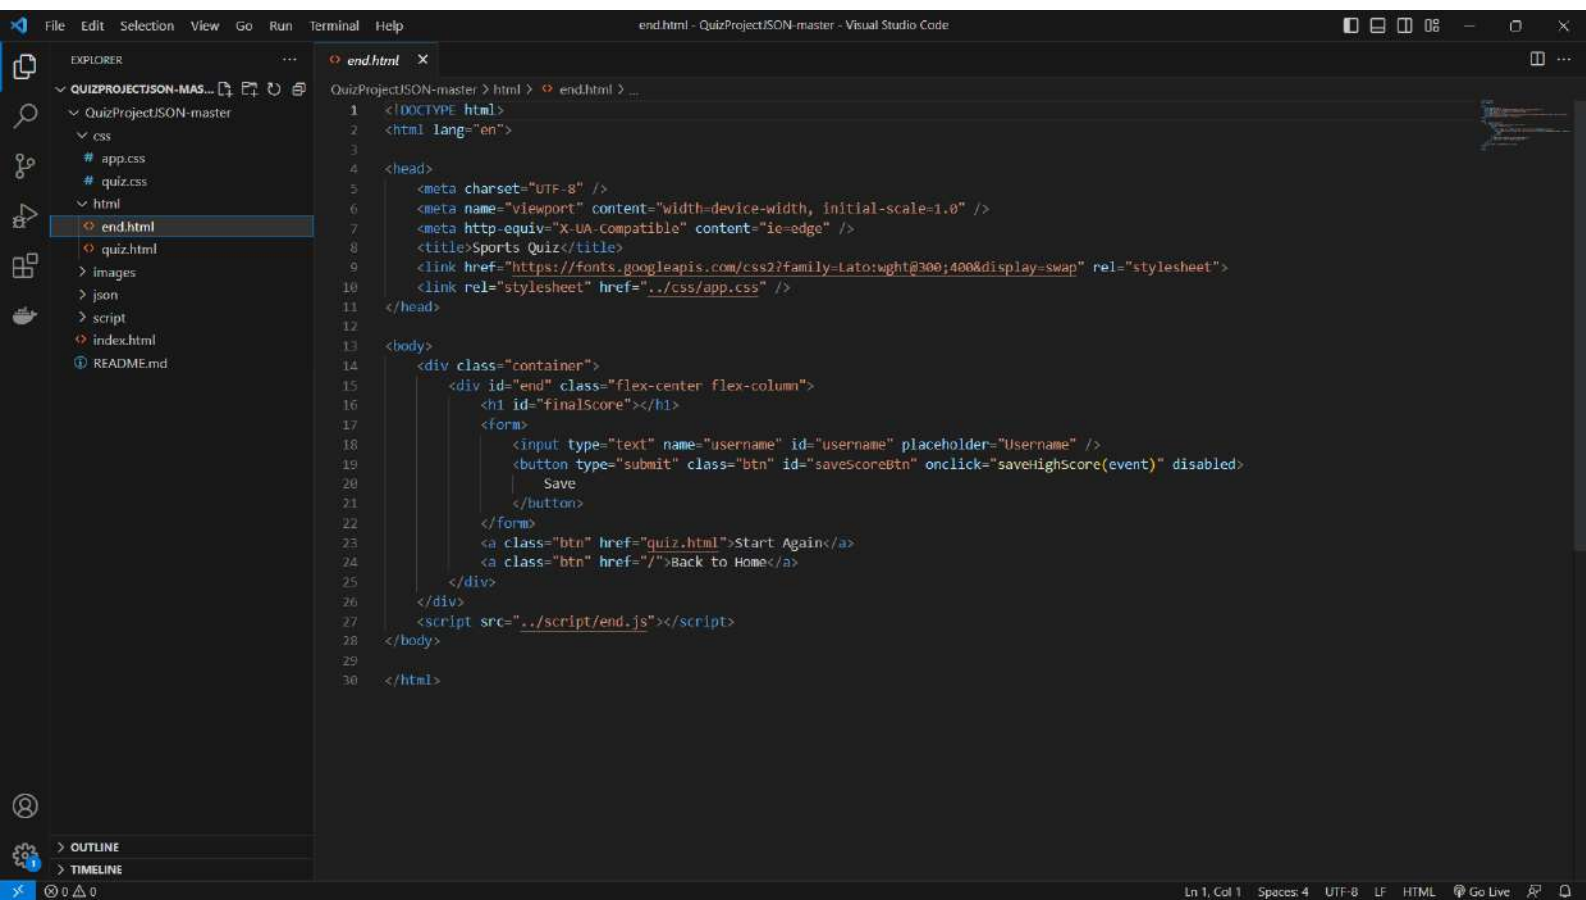 File Edit Selection View Go Run Terminal Help
end.html - QuizProjectJSON-master - Visual Studio Code
EXPLORER
QUIZPROJECTJSON-MAS...
QuizProjectJSON-master
css
# app.css
# quiz.css
html
<> end.html
<> quiz.html
images
json
script
<> index.html
README.md
OUTLINE
TIMELINE
<> end.html
QuizProjectJSON-master > html > <> end.html > ...
1 <!DOCTYPE html>
2 <html lang="en">
3
4 <head>
5 <meta charset="UTF-8" />
6 <meta name="viewport" content="width=device-width, initial-scale=1.0" />
7 <meta http-equiv="X-UA-Compatible" content="ie=edge" />
8 <title>Sports Quiz</title>
9 <link href="https://fonts.googleapis.com/css2?family=Lato:wght@300;400&display=swap" rel="stylesheet">
10 <link rel="stylesheet" href="../css/app.css" />
11 </head>
12
13 <body>
14 <div class="container">
15 <div id="end" class="flex-center flex-column">
16 <h1 id="finalScore"></h1>
17 <form>
18 <input type="text" name="username" id="username" placeholder="Username" />
19 <button type="submit" class="btn" id="saveScoreBtn" onclick="saveHighScore(event)" disabled>
20 Save
21 </button>
22 </form>
23 <a class="btn" href="quiz.html">Start Again</a>
24 <a class="btn" href="/">Back to Home</a>
25 </div>
26 </div>
27 <script src="../script/end.js"></script>
28 </body>
29
30 </html>
1
0 0
Ln 1, Col 1 Spaces: 4 UTF-8 LF HTML Go Live